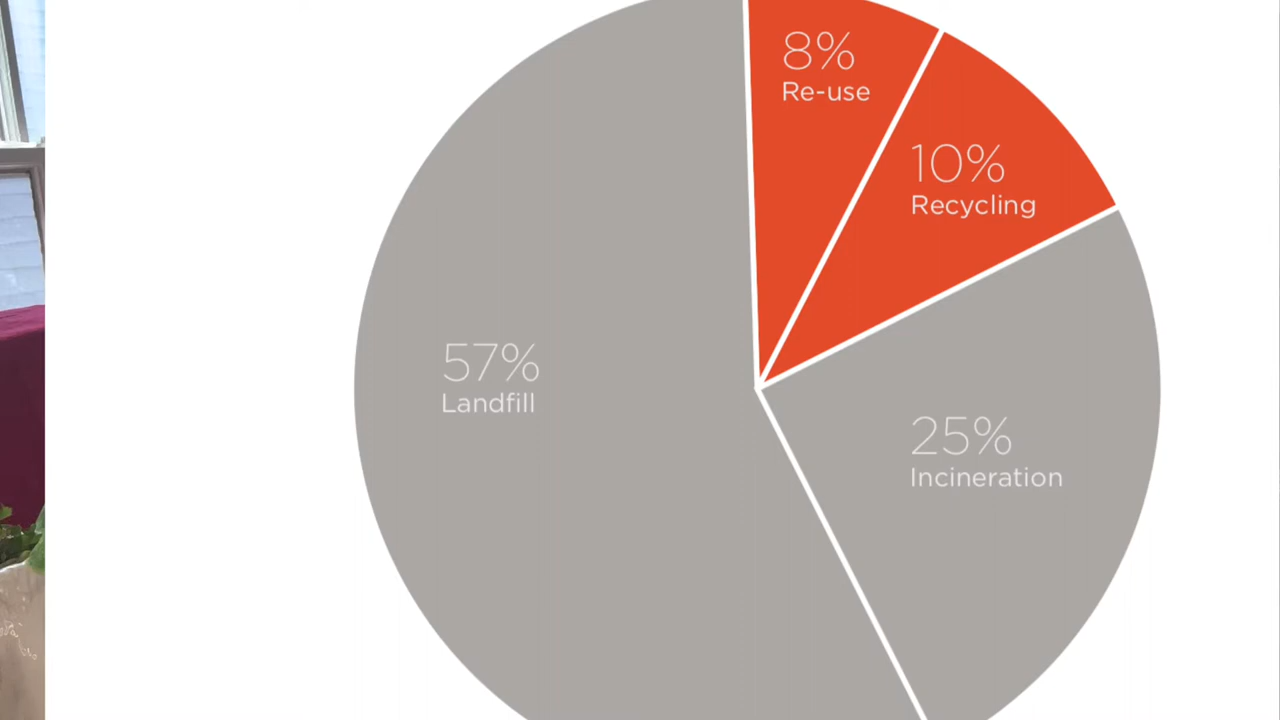 8%
Re-use
10%
Recycling
57%
Landfill
25%
Incineration